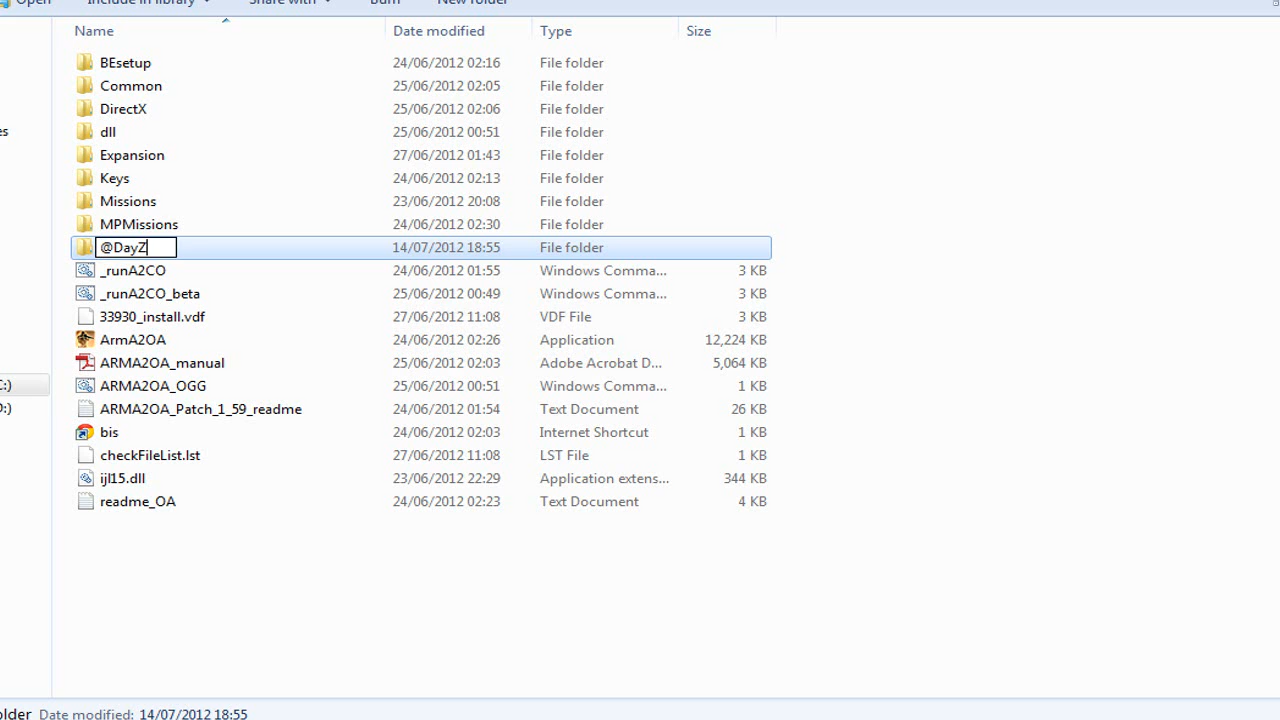 Open Include in library Share with Burn New folder
Name Date modified Type Size
BEsetup 24/06/2012 02:16 File folder
Common 25/06/2012 02:05 File folder
DirectX 25/06/2012 02:06 File folder
dll 25/06/2012 00:51 File folder
Expansion 27/06/2012 01:43 File folder
Keys 24/06/2012 02:13 File folder
Missions 23/06/2012 20:08 File folder
MPMissions 24/06/2012 02:30 File folder
@DayZ 14/07/2012 18:55 File folder
_runA2CO 24/06/2012 01:55 Windows Comma... 3 KB
_runA2CO_beta 25/06/2012 00:49 Windows Comma... 3 KB
33930_install.vdf 27/06/2012 11:08 VDF File 3 KB
ArmA2OA 24/06/2012 02:26 Application 12,224 KB
ARMA2OA_manual 25/06/2012 02:03 Adobe Acrobat D... 5,064 KB
ARMA2OA_OGG 25/06/2012 00:51 Windows Comma... 1 KB
ARMA2OA_Patch_1_59_readme 24/06/2012 01:54 Text Document 26 KB
bis 24/06/2012 02:03 Internet Shortcut 1 KB
checkFileList.lst 27/06/2012 11:08 LST File 1 KB
ijl15.dll 23/06/2012 22:29 Application extens... 344 KB
readme_OA 24/06/2012 02:23 Text Document 4 KB
es
C:)
):)
older Date modified: 14/07/2012 18:55